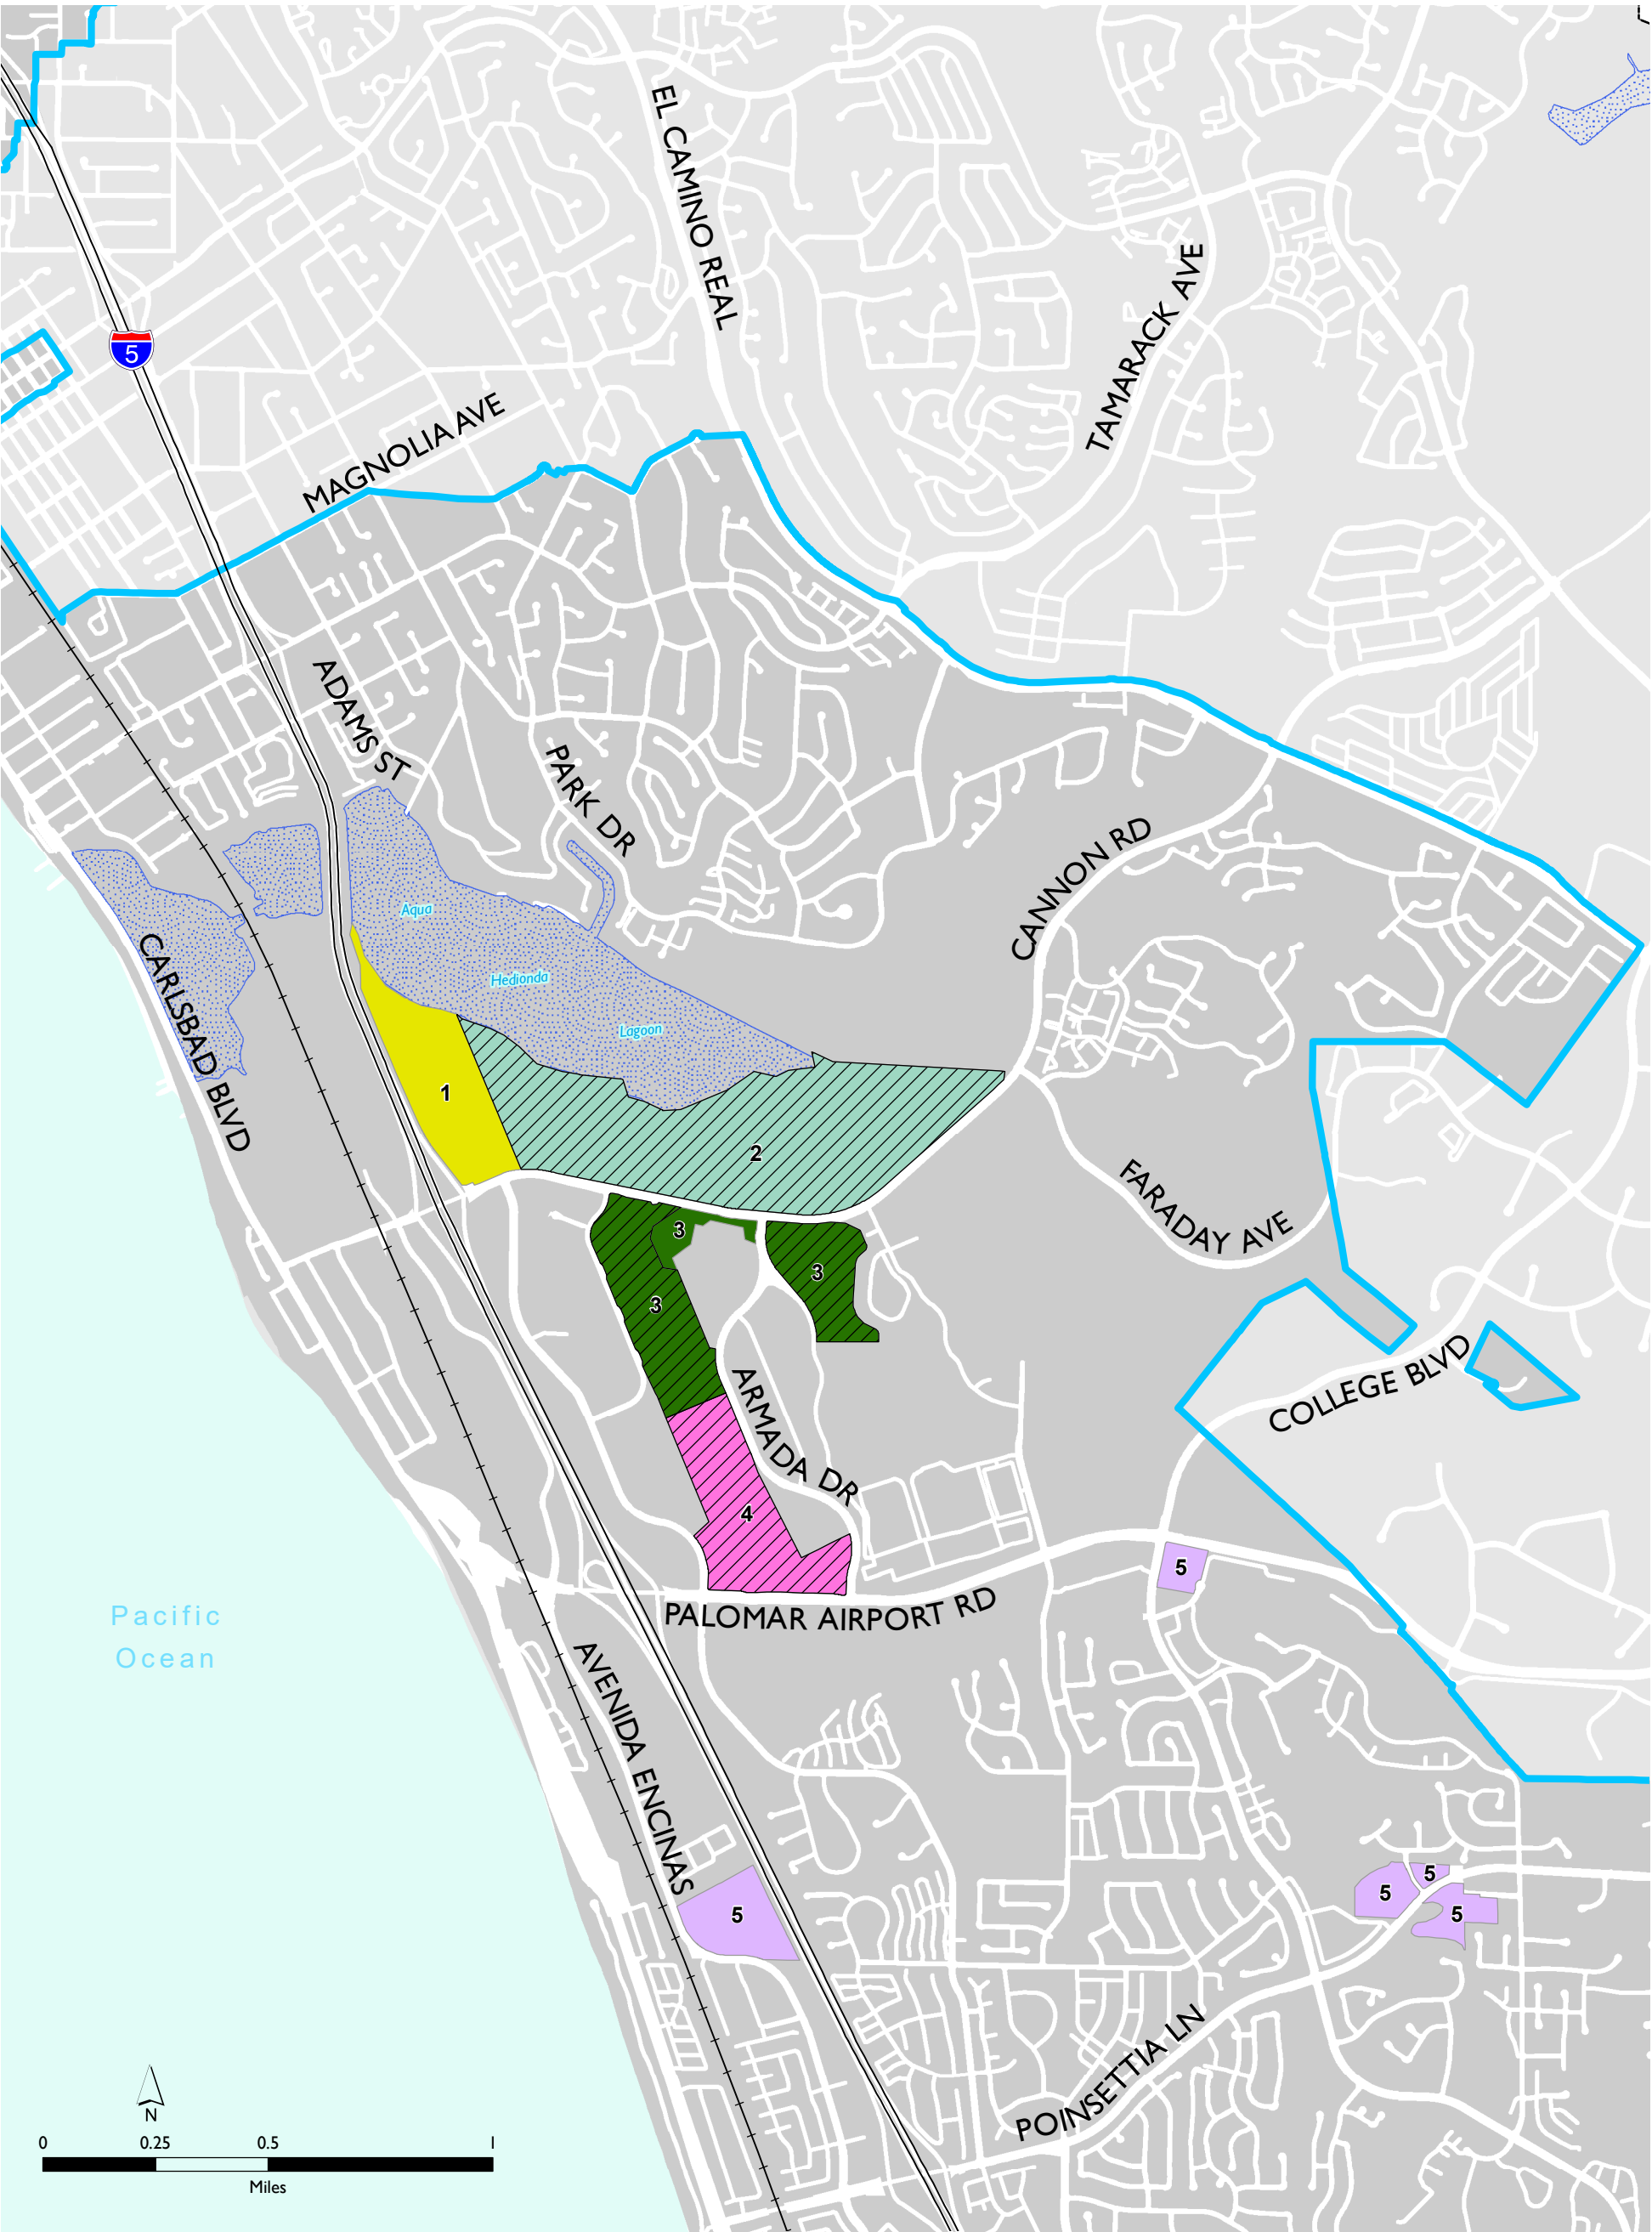 EL CAMINO REAL
TAMARACK AVE
5
MAGNOLIA AVE
ADAMS ST
PARK DR
CANNON RD
Aqua
Hedionda
Lagoon
CARLSBAD BLVD
1
2
FARADAY AVE
3
3
3
COLLEGE BLVD
ARMADA DR
4
5
PALOMAR AIRPORT RD
Pacific
Ocean
AVENIDA ENCINAS
5
5
5
5
POINSETTIA LN
N
0 0.25 0.5 1
Miles